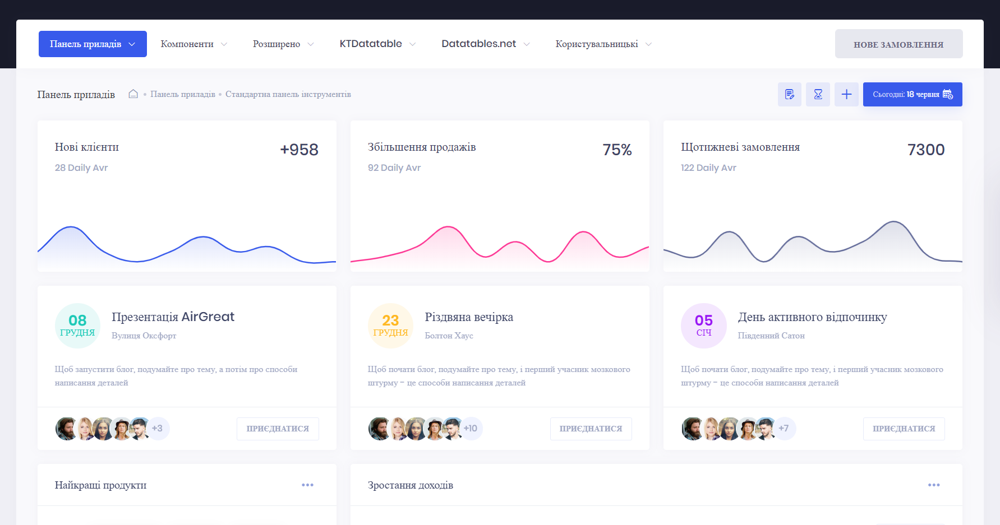 Панель приладів Компоненти Розширено KTDatatable Datatables.net Користувальницькі НОВЕ ЗАМОВЛЕННЯ
Панель приладів • Панель приладів • Стандартна панель інструментів Сьогодні: 18 червня
Нові клієнти +958
28 Daily Avr
Збільшення продажів 75%
92 Daily Avr
Щотижневі замовлення 7300
122 Daily Avr
08
ГРУДНЯ
Презентація AirGreat
Вулиця Оксфорт
Щоб запустити блог, подумайте про тему, а потім про способи
написання деталей
+3 ПРИЄДНАТИСЯ
23
ГРУДНЯ
Різдвяна вечірка
Болтон Хаус
Щоб почати блог, подумайте про тему, і перший учасник мозкового
штурму – це способи написання деталей
+10 ПРИЄДНАТИСЯ
05
СІЧ
День активного відпочинку
Південний Сатон
Щоб почати блог, подумайте про тему, і перший учасник мозкового
штурму – це способи написання деталей
+7 ПРИЄДНАТИСЯ
Найкращі продукти
Зростання доходів